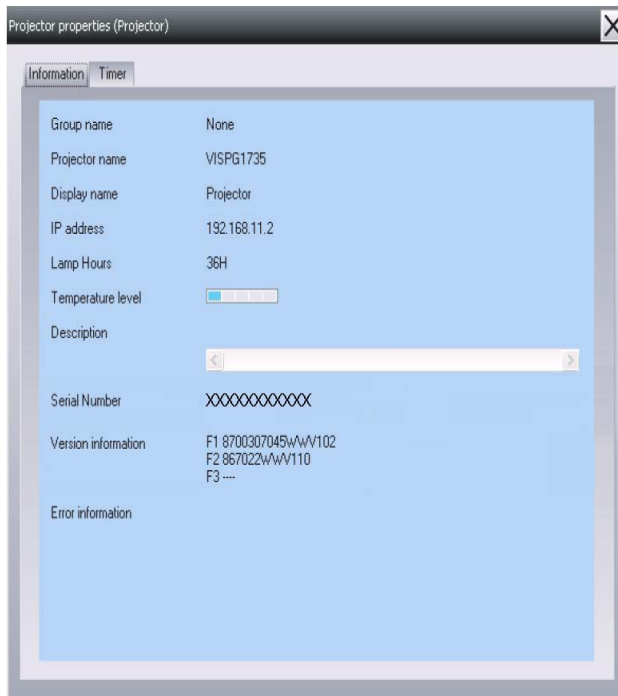 Projector properties (Projector)
Information Timer
Group name None
Projector name VISPG1735
Display name Projector
IP address 192.168.11.2
Lamp Hours 36H
Temperature level
Description
Serial Number XXXXXXXXXXX
Version information F1 8700307045WWV102
F2 867022WWV110
F3 ----
Error information